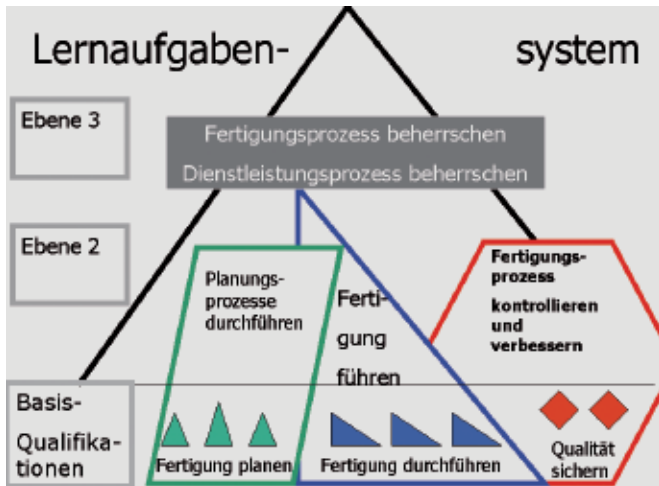 Lernaufgaben- system
Ebene 3
Fertigungsprozess beherrschen
Dienstleistungsprozess beherrschen
Ebene 2
Planungs-
prozesse
durchführen
Ferti-
gung
führen
Fertigungs-
prozess
kontrollieren
und
verbessern
Basis-
Qualifika-
tionen
Fertigung planen
Fertigung durchführen
Qualität
sichern